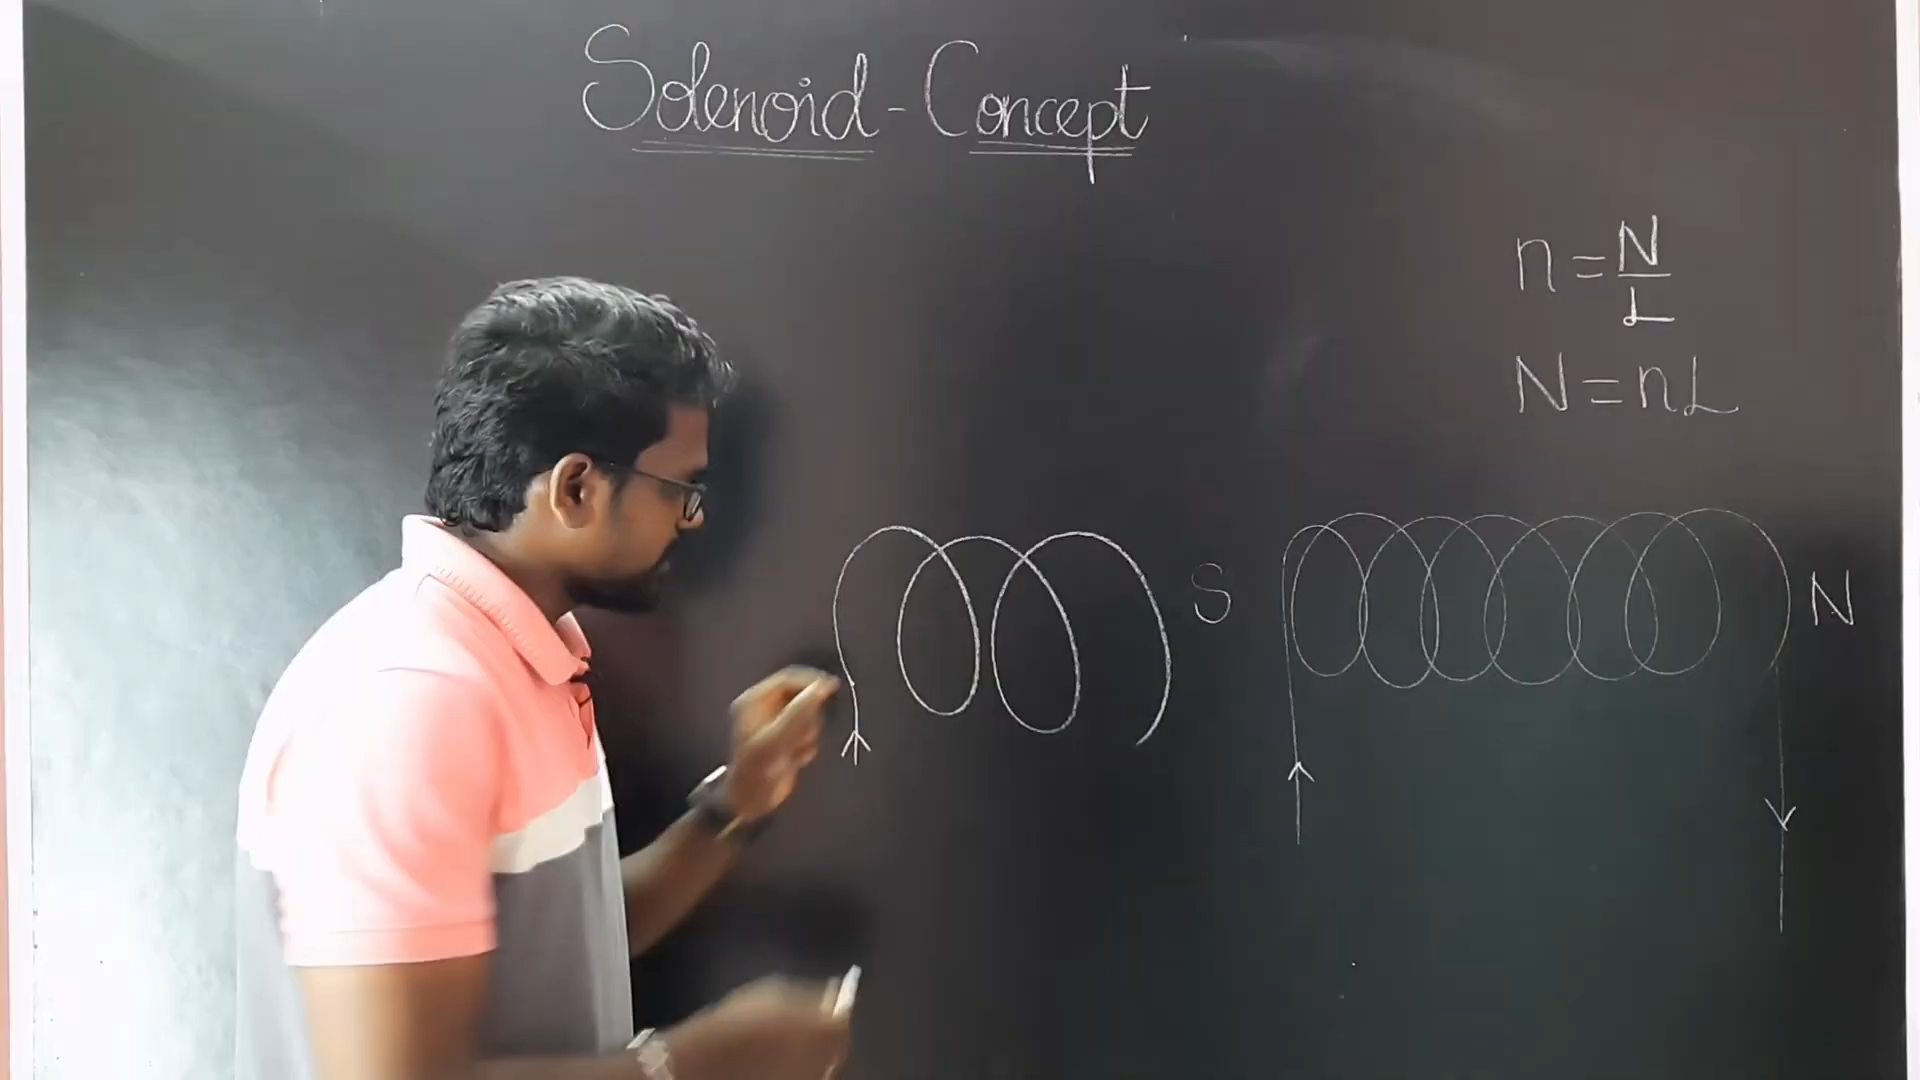 Solenoid - Concept
n = N/L
N = nL
S
N